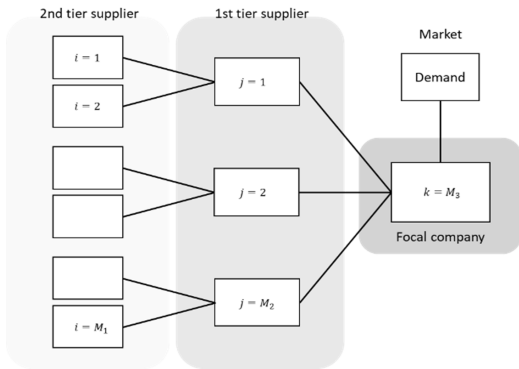 2nd tier supplier
1st tier supplier
Market
Demand
i = 1
i = 2
i = M₁
j = 1
j = 2
j = M₂
k = M₃
Focal company